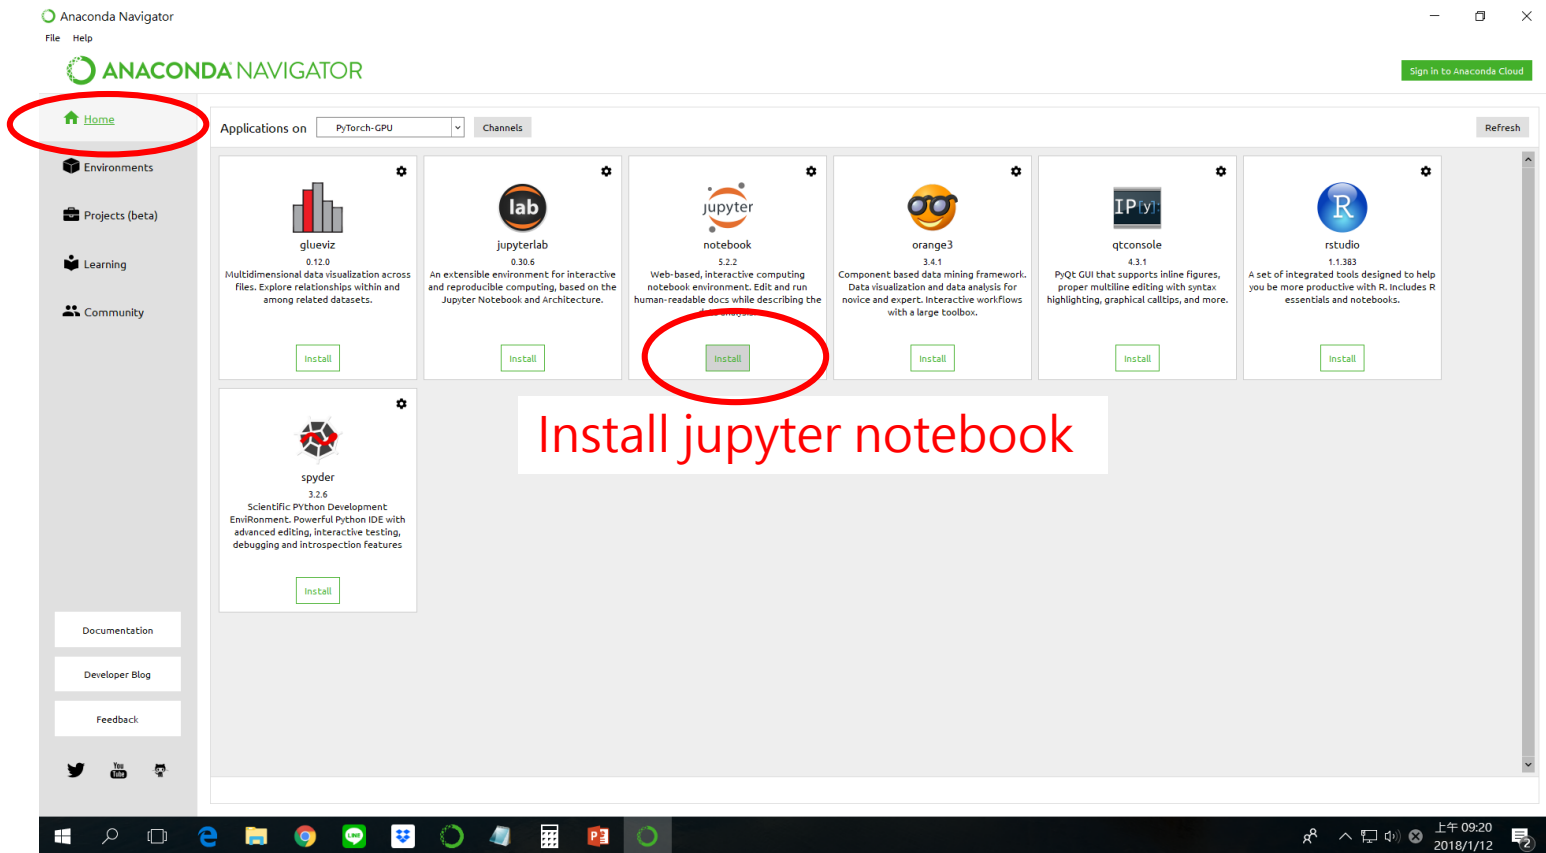 Anaconda Navigator
File Help
ANACONDA NAVIGATOR
Sign in to Anaconda Cloud
Home
Environments
Projects (beta)
Learning
Community
Documentation
Developer Blog
Feedback
You
Tube
Applications on PyTorch-GPU Channels Refresh
glueviz
0.12.0
Multidimensional data visualization across
files. Explore relationships within and
among related datasets.
Install
lab
jupyterlab
0.30.6
An extensible environment for interactive
and reproducible computing, based on the
Jupyter Notebook and Architecture.
Install
jupyter
notebook
5.2.2
Web-based, interactive computing
notebook environment. Edit and run
human-readable docs while describing the
Install
orange3
3.4.1
Component based data mining framework.
Data visualization and data analysis for
novice and expert. Interactive workflows
with a large toolbox.
Install
IP[y]:
qtconsole
4.3.1
PyQt GUI that supports inline figures,
proper multiline editing with syntax
highlighting, graphical calltips, and more.
Install
R
rstudio
1.1.383
A set of integrated tools designed to help
you be more productive with R. Includes R
essentials and notebooks.
Install
spyder
3.2.6
Scientific PYthon Development
EnviRonment. Powerful Python IDE with
advanced editing, interactive testing,
debugging and introspection features
Install
Install jupyter notebook
LINE
上午 09:20
2018/1/12
2